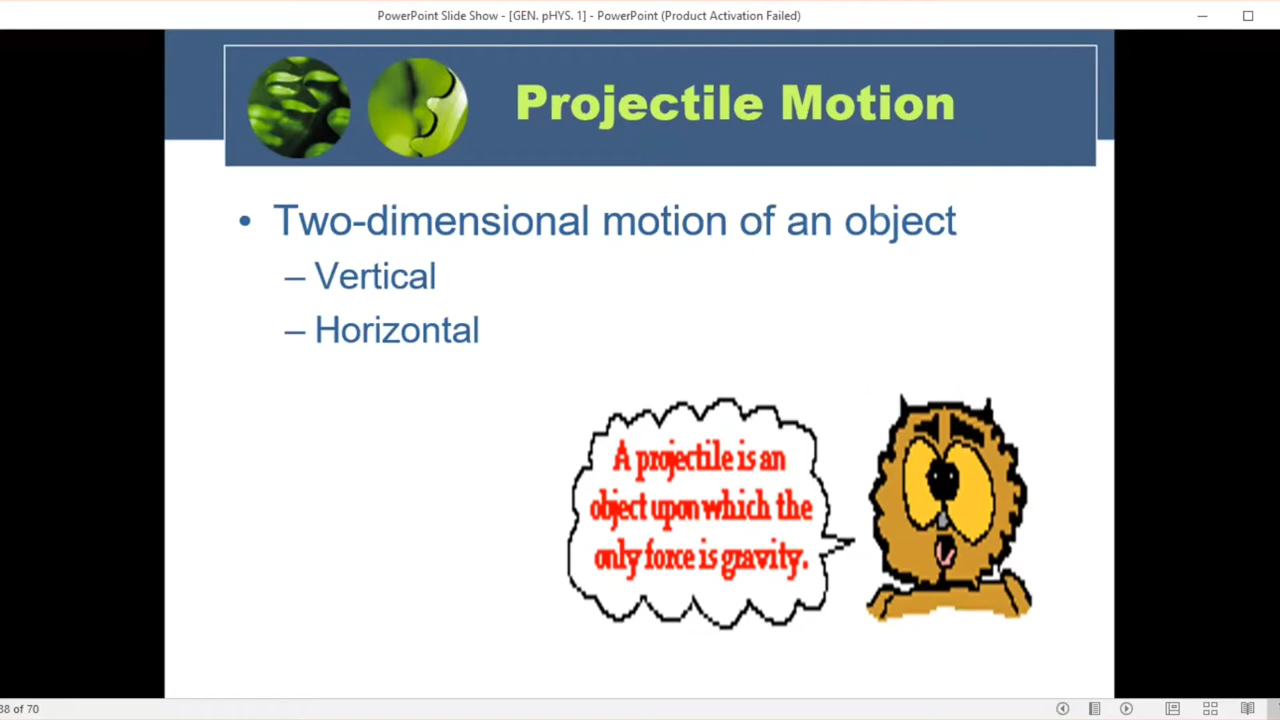 PowerPoint Slide Show - [GEN. pHYS. 1] - PowerPoint (Product Activation Failed)
Projectile Motion
• Two-dimensional motion of an object
– Vertical
– Horizontal
A projectile is an
object upon which the
only force is gravity.
38 of 70